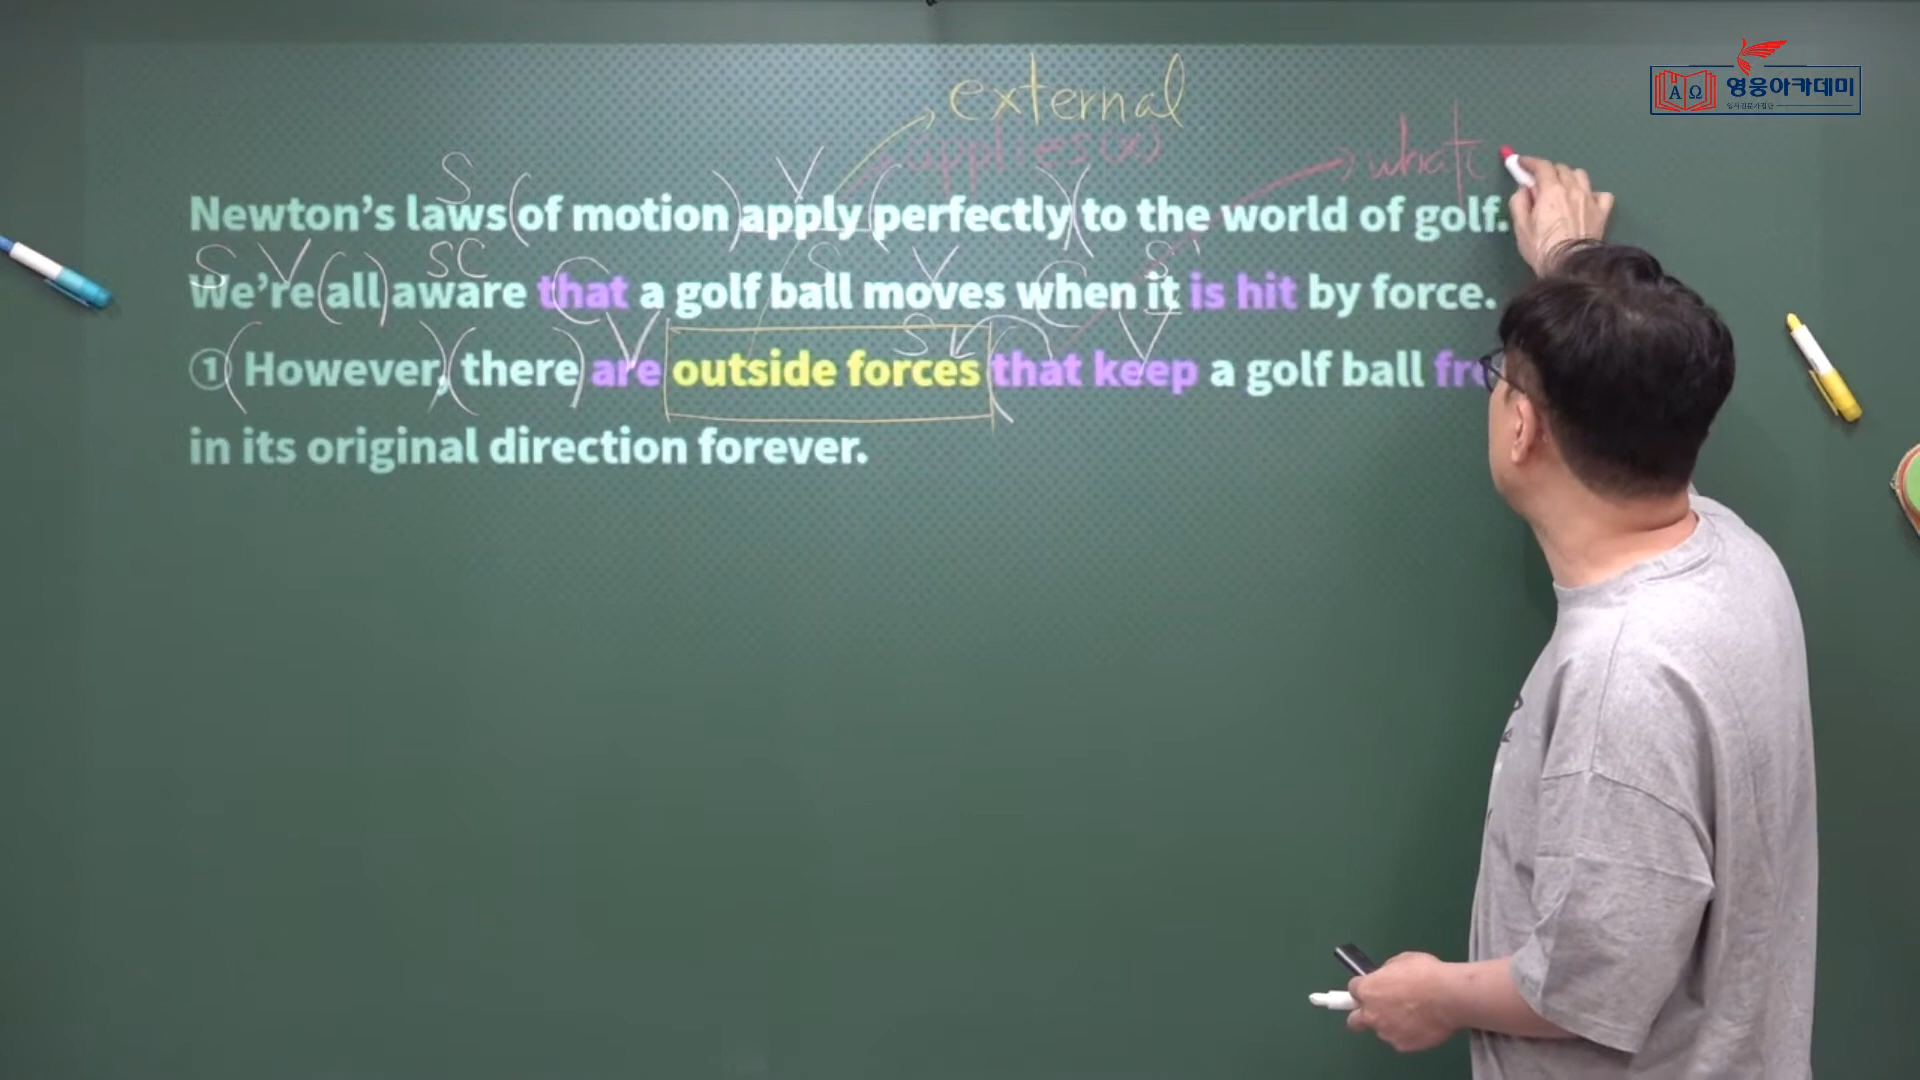 영웅아카데미
external
applies(x)
what(
S V
Newton's laws (of motion) apply (perfectly)(to the world of golf.
S V SC S V S
We're (all) aware that a golf ball moves when it is hit by force.
V S V
① (However,)(there) are outside forces (that keep a golf ball
in its original direction forever.